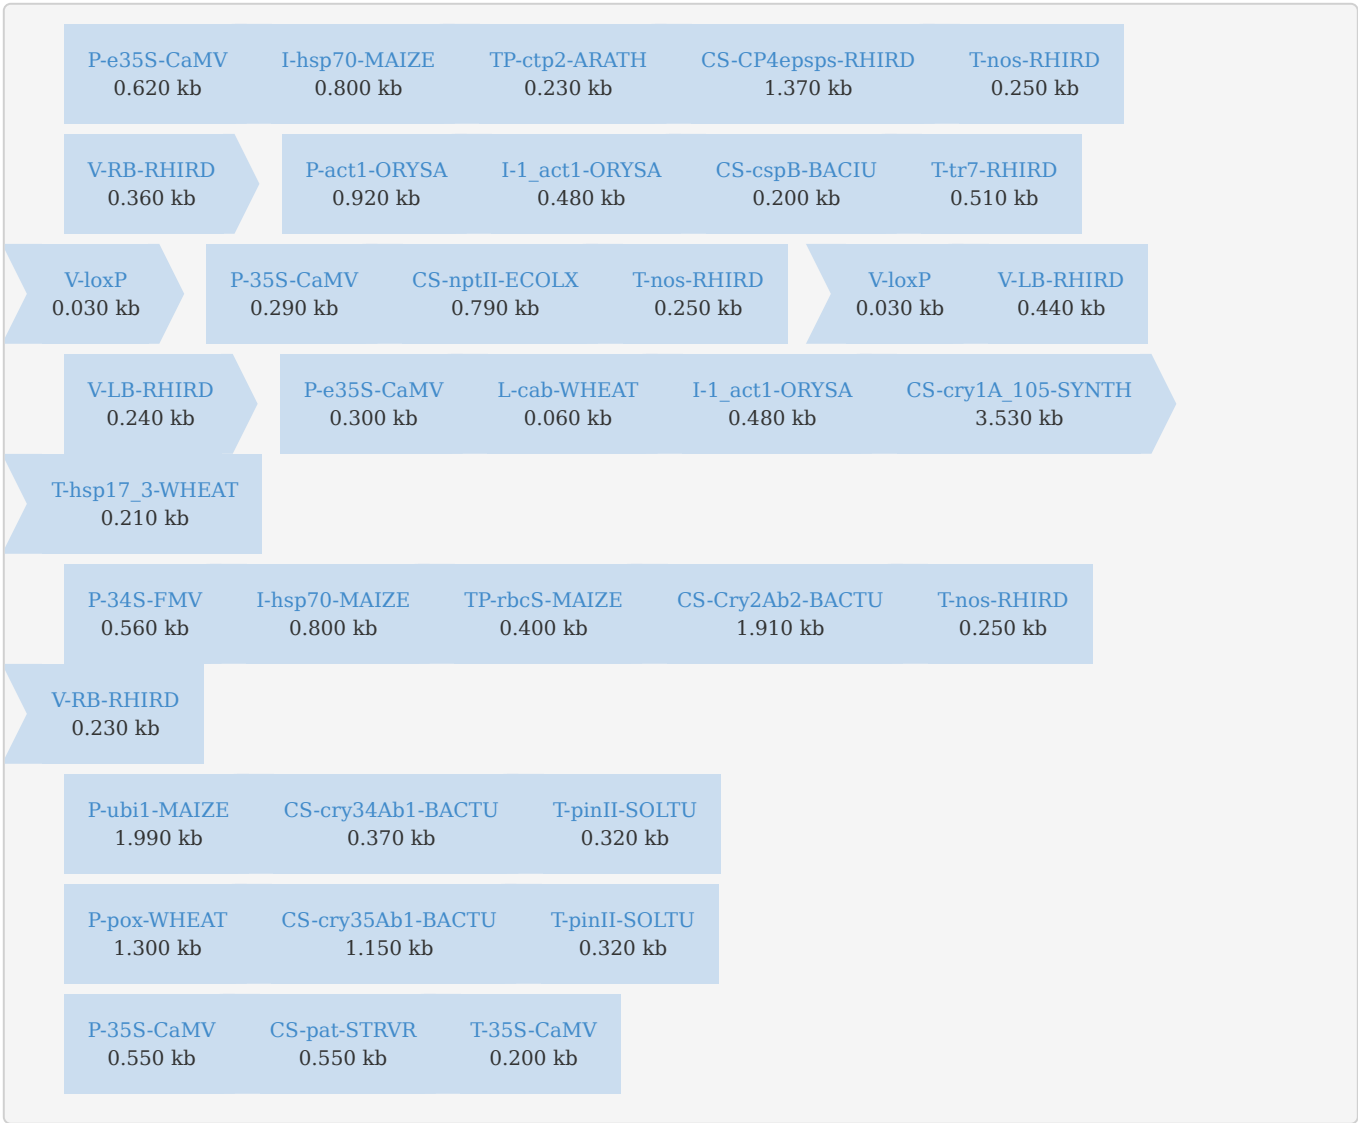 P-e35S-CaMV I-hsp70-MAIZE TP-ctp2-ARATH CS-CP4epsps-RHIRD T-nos-RHIRD
0.620 kb 0.800 kb 0.230 kb 1.370 kb 0.250 kb
V-RB-RHIRD P-act1-ORYSA I-1_act1-ORYSA CS-cspB-BACIU T-tr7-RHIRD
0.360 kb 0.920 kb 0.480 kb 0.200 kb 0.510 kb
V-loxP P-35S-CaMV CS-nptII-ECOLX T-nos-RHIRD V-loxP V-LB-RHIRD
0.030 kb 0.290 kb 0.790 kb 0.250 kb 0.030 kb 0.440 kb
V-LB-RHIRD P-e35S-CaMV L-cab-WHEAT I-1_act1-ORYSA CS-cry1A_105-SYNTH
0.240 kb 0.300 kb 0.060 kb 0.480 kb 3.530 kb
T-hsp17_3-WHEAT
0.210 kb
P-34S-FMV I-hsp70-MAIZE TP-rbcS-MAIZE CS-Cry2Ab2-BACTU T-nos-RHIRD
0.560 kb 0.800 kb 0.400 kb 1.910 kb 0.250 kb
V-RB-RHIRD
0.230 kb
P-ubi1-MAIZE CS-cry34Ab1-BACTU T-pinII-SOLTU
1.990 kb 0.370 kb 0.320 kb
P-pox-WHEAT CS-cry35Ab1-BACTU T-pinII-SOLTU
1.300 kb 1.150 kb 0.320 kb
P-35S-CaMV CS-pat-STRVR T-35S-CaMV
0.550 kb 0.550 kb 0.200 kb